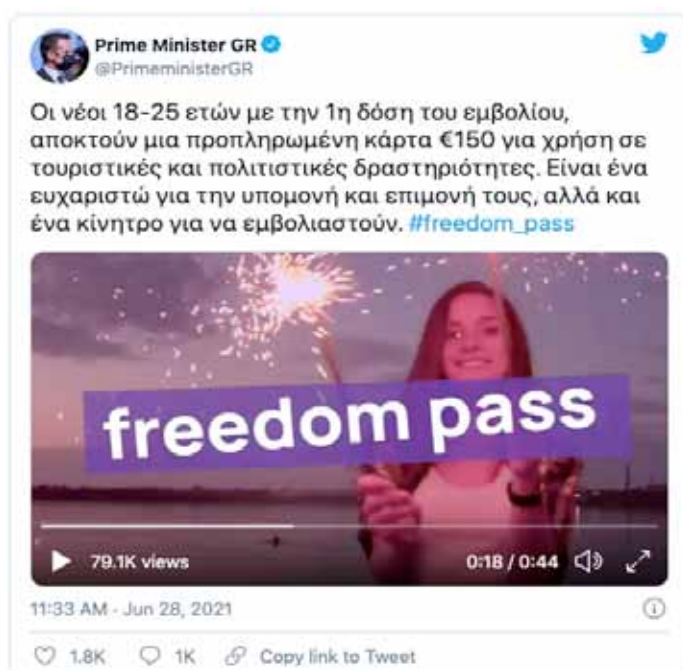 Prime Minister GR
@PrimeministerGR
Οι νέοι 18-25 ετών με την 1η δόση του εμβολίου,
αποκτούν μια προπληρωμένη κάρτα €150 για χρήση σε
τουριστικές και πολιτιστικές δραστηριότητες. Είναι ένα
ευχαριστώ για την υπομονή και επιμονή τους, αλλά και
ένα κίνητρο για να εμβολιαστούν. #freedom_pass
freedom pass
79.1K views
0:18 / 0:44
11:33 AM · Jun 28, 2021
1.8K 1K Copy link to Tweet